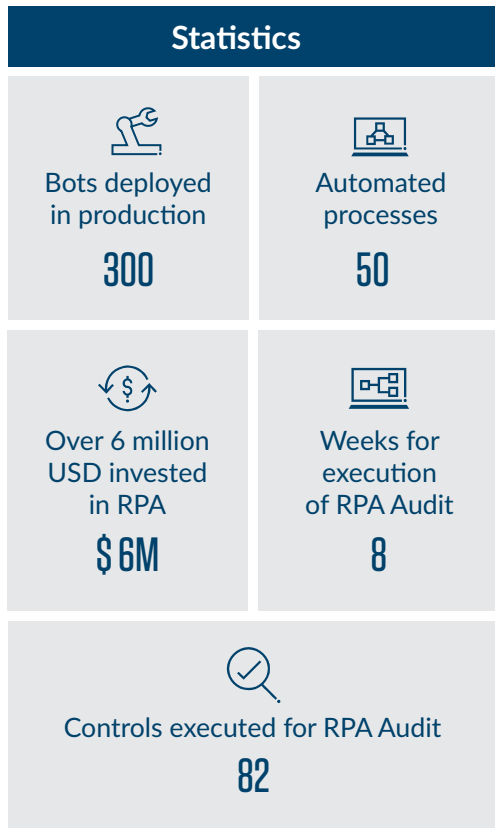 Statistics
Bots deployed
in production
300
Automated
processes
50
Over 6 million
USD invested
in RPA
$ 6M
Weeks for
execution
of RPA Audit
8
Controls executed for RPA Audit
82